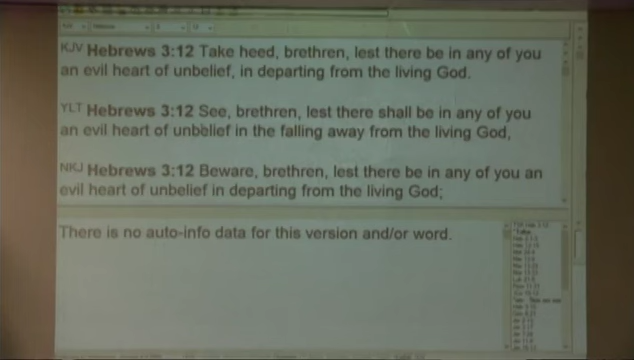 KJV Hebrews 3:12 Take heed, brethren, lest there be in any of you
an evil heart of unbelief, in departing from the living God.
YLT Hebrews 3:12 See, brethren, lest there shall be in any of you
an evil heart of unbelief in the falling away from the living God,
NKJ Hebrews 3:12 Beware, brethren, lest there be in any of you an
evil heart of unbelief in departing from the living God;
There is no auto-info data for this version and/or word.